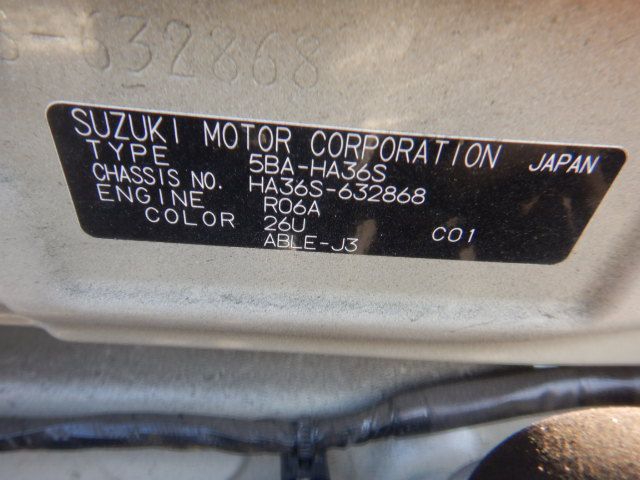 6-632868
SUZUKI MOTOR CORPORATION JAPAN
TYPE 5BA-HA36S
CHASSIS NO. HA36S-632868
ENGINE R06A
COLOR 26U C01
ABLE-J3